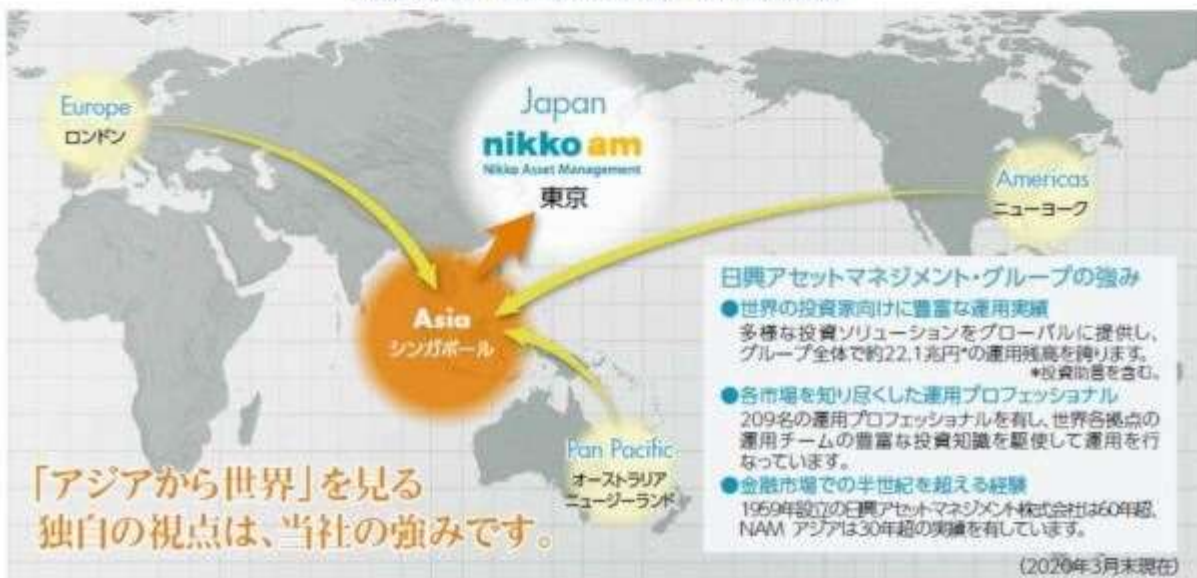 Europe
ロンドン
Japan
nikko am
Nikko Asset Management
東京
Americas
ニューヨーク
Asia
シンガポール
Pan Pacific
オーストラリア
ニュージーランド
「アジアから世界」を見る
独自の視点は、当社の強みです。
日興アセットマネジメント・グループの強み
●世界の投資家向けに豊富な運用実績
多様な投資ソリューションをグローバルに提供し、
グループ全体で約22.1兆円*の運用残高を誇ります。
*投資助言を含む。
●各市場を知り尽くした運用プロフェッショナル
209名の運用プロフェッショナルを有し、世界各拠点の
運用チームの豊富な投資知識を駆使して運用を行
なっています。
●金融市場での半世紀を超える経験
1959年設立の日興アセットマネジメント株式会社は60年超、
NAM アジアは30年超の実績を有しています。
(2020年3月末現在)